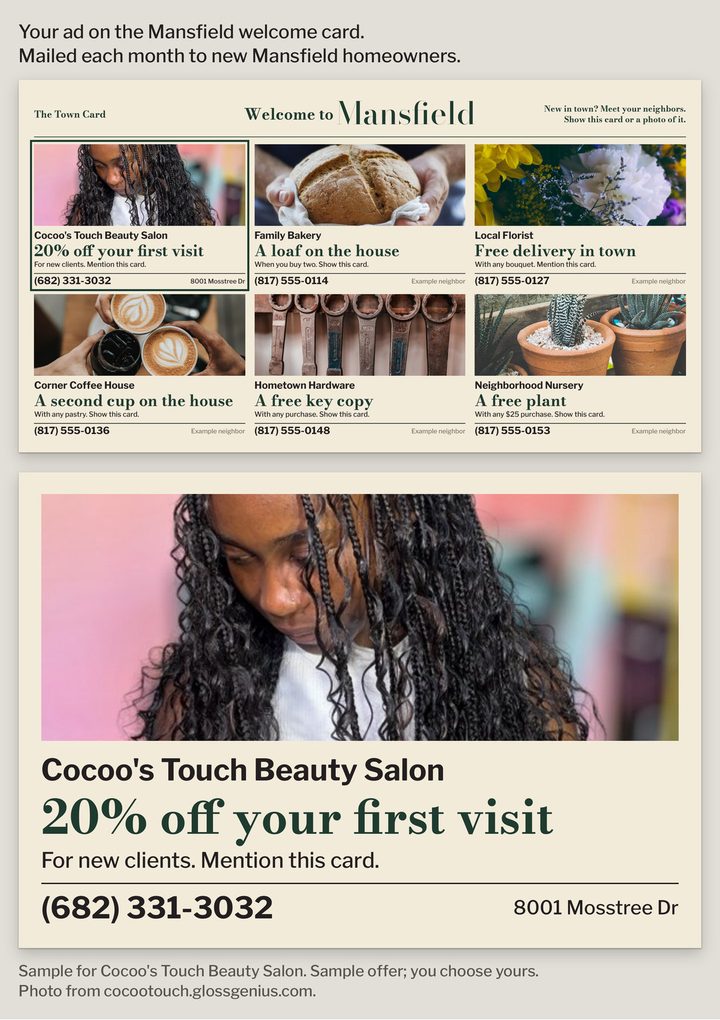 Your ad on the Mansfield welcome card.
Mailed each month to new Mansfield homeowners.
The Town Card
Welcome to Mansfield
New in town? Meet your neighbors.
Show this card or a photo of it.
Cocoo's Touch Beauty Salon
20% off your first visit
For new clients. Mention this card.
(682) 331-3032
8001 Mosstree Dr
Family Bakery
A loaf on the house
When you buy two. Show this card.
(817) 555-0114
Example neighbor
Local Florist
Free delivery in town
With any bouquet. Mention this card.
(817) 555-0127
Example neighbor
Corner Coffee House
A second cup on the house
With any pastry. Show this card.
(817) 555-0136
Example neighbor
Hometown Hardware
A free key copy
With any purchase. Show this card.
(817) 555-0148
Example neighbor
Neighborhood Nursery
A free plant
With any $25 purchase. Show this card.
(817) 555-0153
Example neighbor
Cocoo's Touch Beauty Salon
20% off your first visit
For new clients. Mention this card.
(682) 331-3032
8001 Mosstree Dr
Sample for Cocoo's Touch Beauty Salon. Sample offer; you choose yours.
Photo from cocootouch.glossgenius.com.